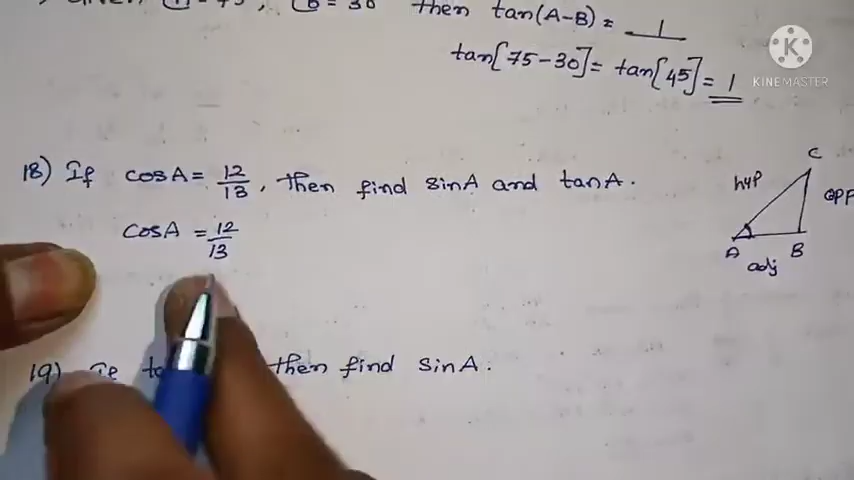 then tan(A-B) = 1
tan[75-30] = tan[45] = 1
KINEMASTER
18) If cosA = 12/13, then find sinA and tanA.
cosA = 12/13
C
hyp
opp
A
B
adj
19) If then find sinA.